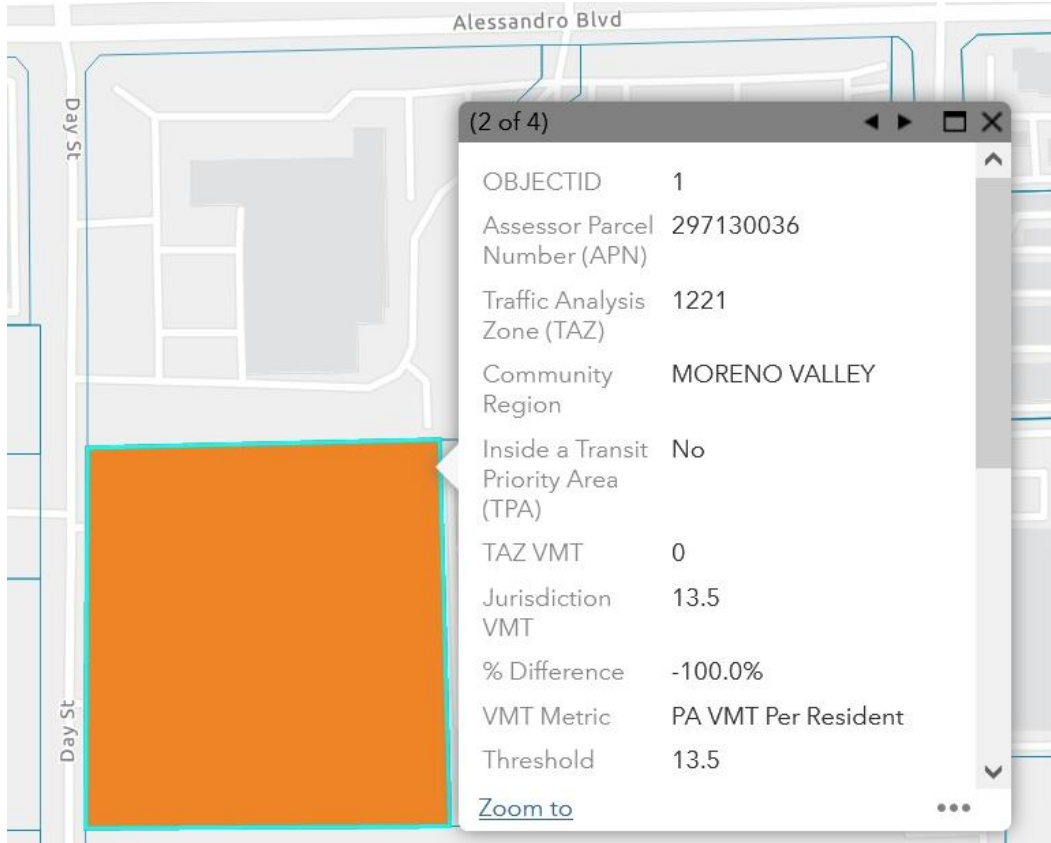 Alessandro Blvd
Day St
(2 of 4)
OBJECTID 1
Assessor Parcel 297130036
Number (APN)
Traffic Analysis 1221
Zone (TAZ)
Community MORENO VALLEY
Region
Inside a Transit No
Priority Area
(TPA)
TAZ VMT 0
Jurisdiction 13.5
VMT
% Difference -100.0%
VMT Metric PA VMT Per Resident
Threshold 13.5
Zoom to
Day St